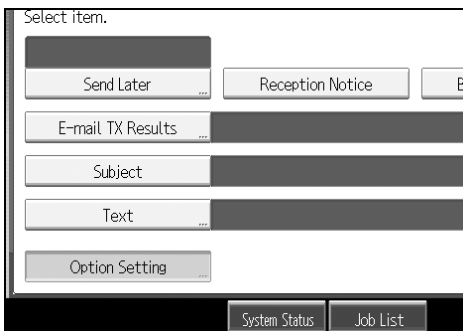 Select item.
Send Later ... Reception Notice
E-mail TX Results ...
Subject
Text ...
Option Setting ...
System Status Job List